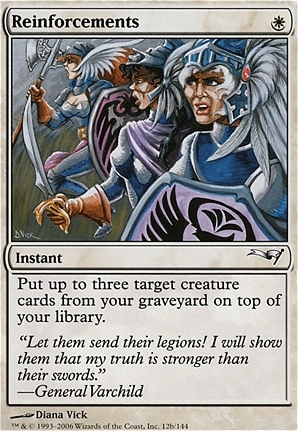 Reinforcements
D.VICK
Instant
Put up to three target creature
cards from your graveyard on top of
your library.
“Let them send their legions! I will show
them that my truth is stronger than
their swords.”
—General Varchild
Diana Vick
™ & © 1993–2006 Wizards of the Coast, Inc. 12b/144